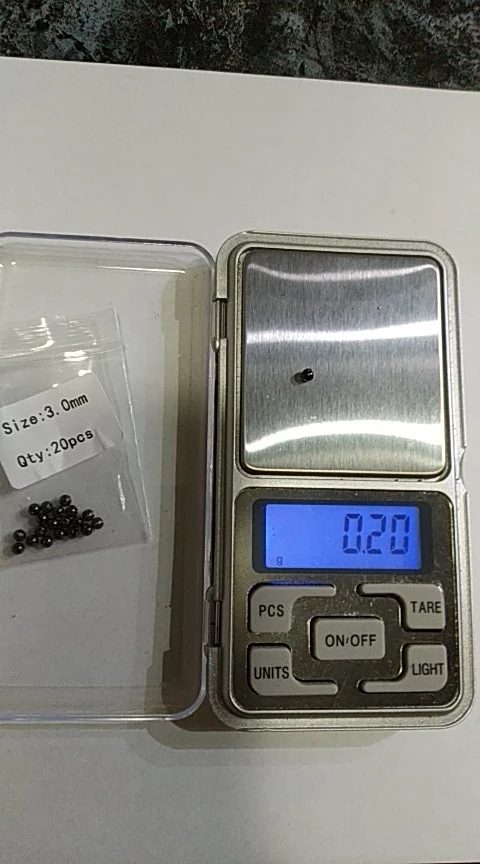 Size:3.0mm
Qty:20pcs
0.20
g
PCS
TARE
ON/OFF
UNITS
LIGHT